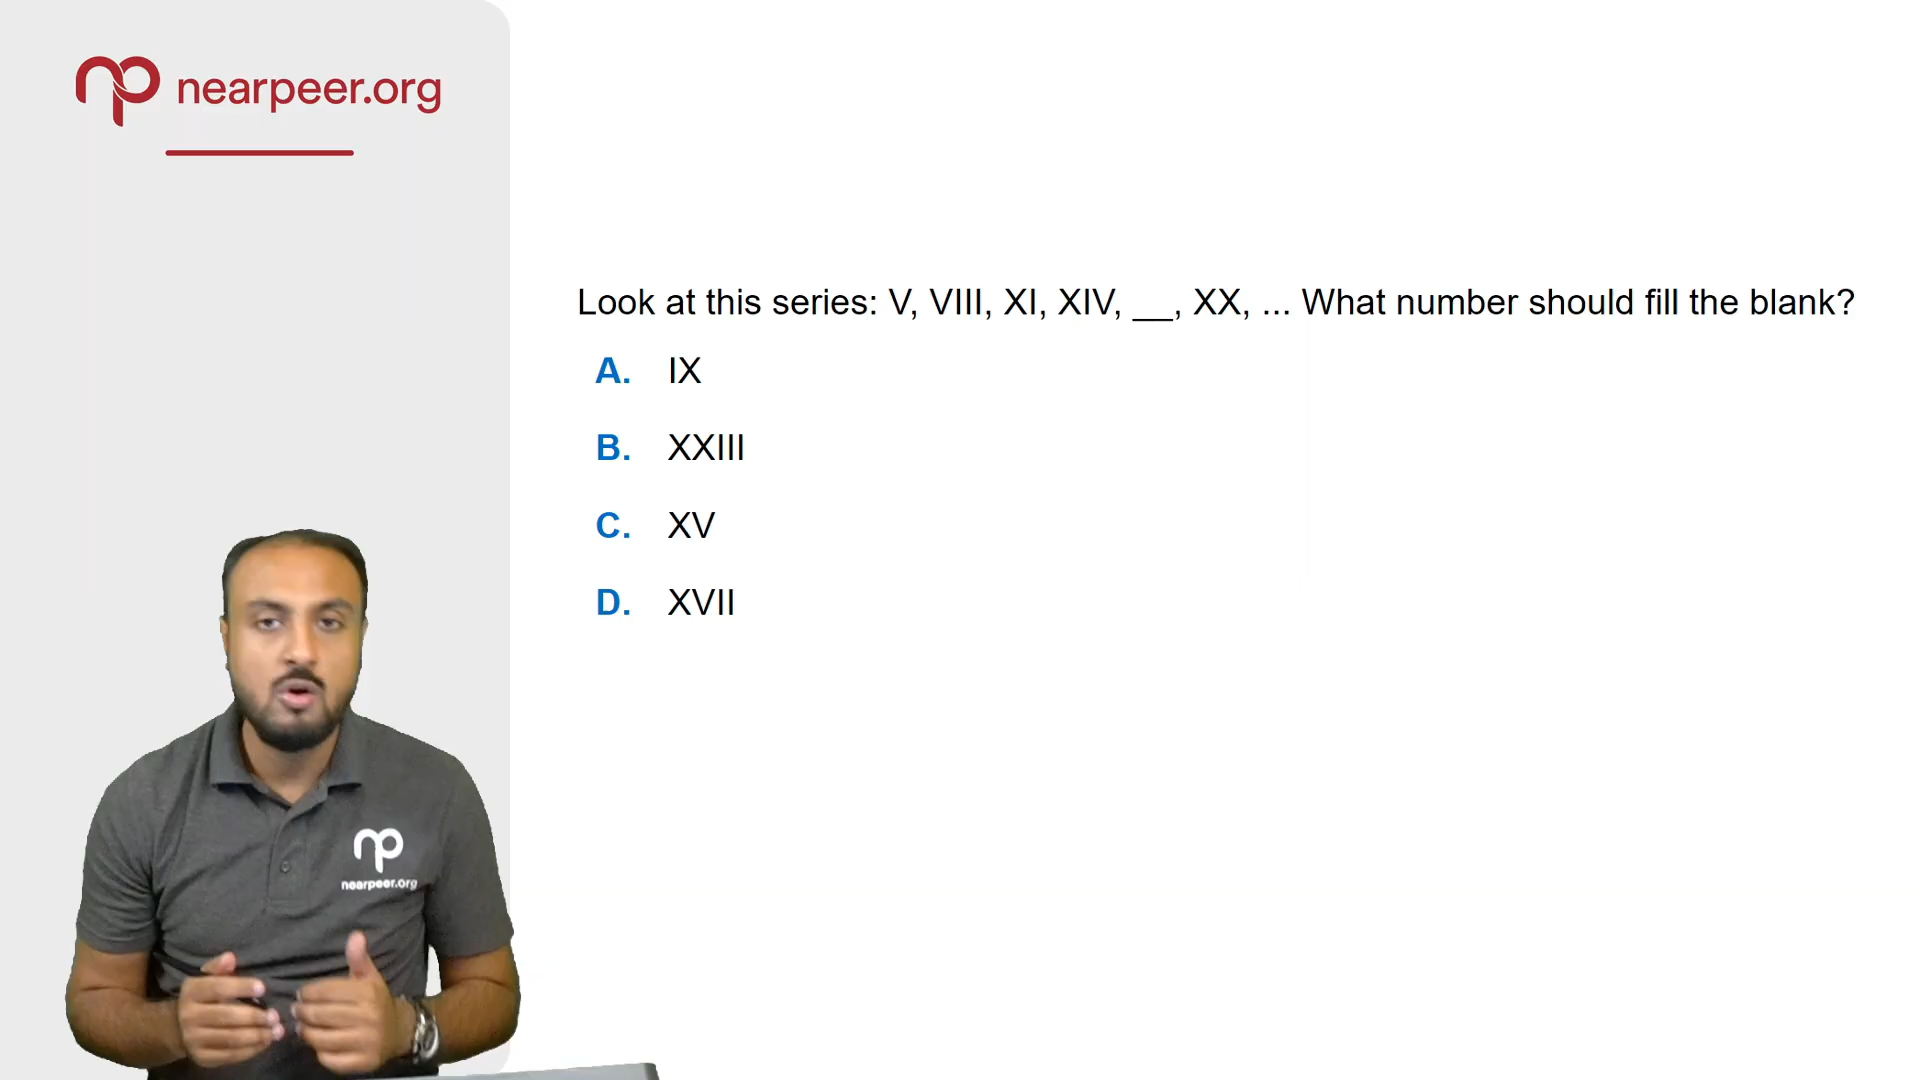 nearpeer.org
Look at this series: V, VIII, XI, XIV, __, XX, ... What number should fill the blank?
A. IX
B. XXIII
C. XV
D. XVII
nearpeer.org